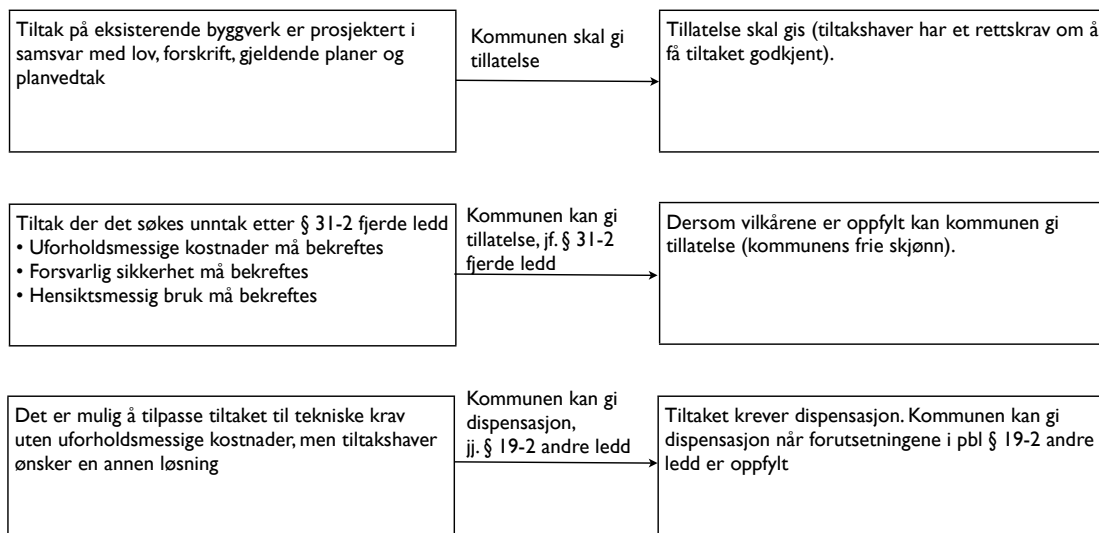 Tiltak på eksisterende byggverk er prosjektert i
samsvar med lov, forskrift, gjeldende planer og
planvedtak
Kommunen skal gi
tillatelse
Tillatelse skal gis (tiltakshaver har et rettskrav om å
få tiltaket godkjent).
Tiltak der det søkes unntak etter § 31-2 fjerde ledd
• Uforholdsmessige kostnader må bekreftes
• Forsvarlig sikkerhet må bekreftes
• Hensiktsmessig bruk må bekreftes
Kommunen kan gi
tillatelse, jf. § 31-2
fjerde ledd
Dersom vilkårene er oppfylt kan kommunen gi
tillatelse (kommunens frie skjønn).
Det er mulig å tilpasse tiltaket til tekniske krav
uten uforholdsmessige kostnader, men tiltakshaver
ønsker en annen løsning
Kommunen kan gi
dispensasjon,
jj. § 19-2 andre ledd
Tiltaket krever dispensasjon. Kommunen kan gi
dispensasjon når forutsetningene i pbl § 19-2 andre
ledd er oppfylt